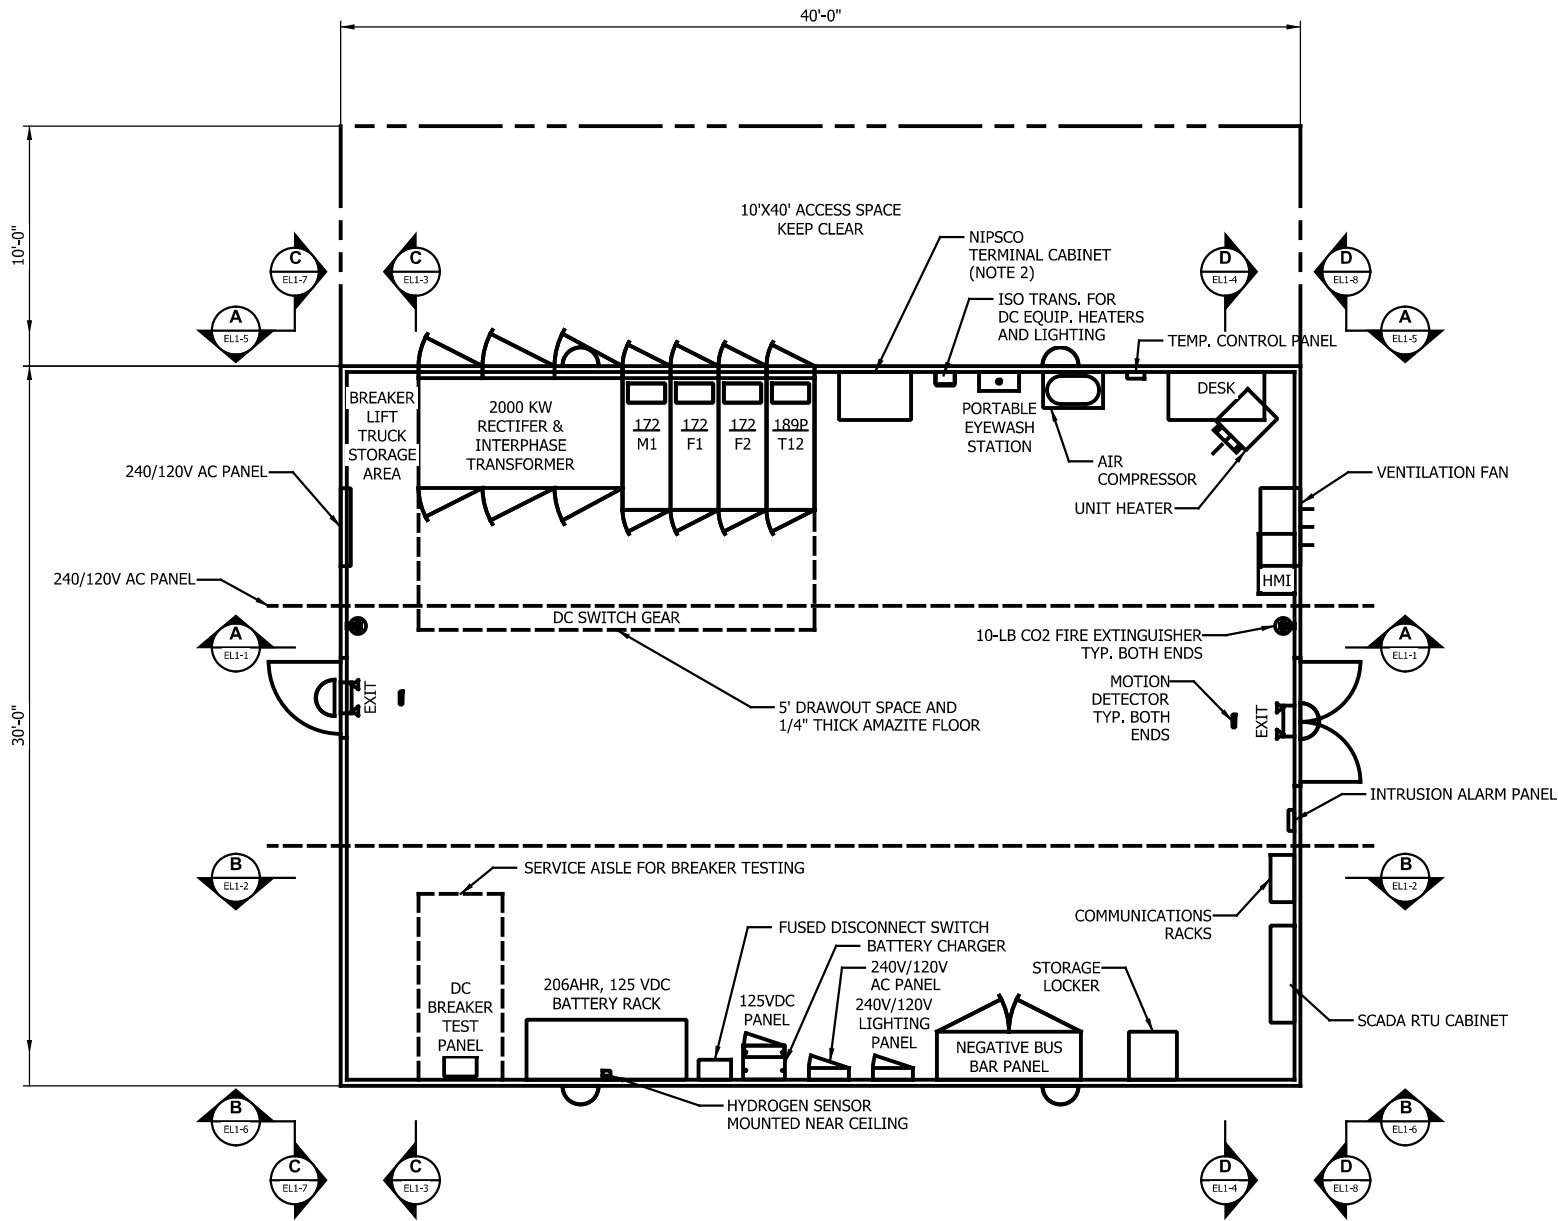 40'-0"
10'-0"
10'X40' ACCESS SPACE
KEEP CLEAR
NIPSCO
TERMINAL CABINET
(NOTE 2)
C
EL1-7
C
EL1-3
D
EL1-4
D
EL1-8
A
EL1-5
A
EL1-5
ISO TRANS. FOR
DC EQUIP. HEATERS
AND LIGHTING
TEMP. CONTROL PANEL
BREAKER
LIFT
TRUCK
STORAGE
AREA
2000 KW
RECTIFER &
INTERPHASE
TRANSFORMER
172
M1
172
F1
172
F2
189P
T12
PORTABLE
EYEWASH
STATION
DESK
AIR
COMPRESSOR
UNIT HEATER
VENTILATION FAN
240/120V AC PANEL
240/120V AC PANEL
HMI
DC SWITCH GEAR
A
EL1-1
A
EL1-1
10-LB CO2 FIRE EXTINGUISHER
TYP. BOTH ENDS
30'-0"
EXIT
5' DRAWOUT SPACE AND
1/4" THICK AMAZITE FLOOR
MOTION
DETECTOR
TYP. BOTH
ENDS
EXIT
INTRUSION ALARM PANEL
B
EL1-2
B
EL1-2
SERVICE AISLE FOR BREAKER TESTING
COMMUNICATIONS
RACKS
FUSED DISCONNECT SWITCH
BATTERY CHARGER
240V/120V
AC PANEL
240V/120V
LIGHTING
PANEL
STORAGE
LOCKER
DC
BREAKER
TEST
PANEL
206AHR, 125 VDC
BATTERY RACK
125VDC
PANEL
NEGATIVE BUS
BAR PANEL
SCADA RTU CABINET
HYDROGEN SENSOR
MOUNTED NEAR CEILING
B
EL1-6
B
EL1-6
C
EL1-7
C
EL1-3
D
EL1-4
D
EL1-8